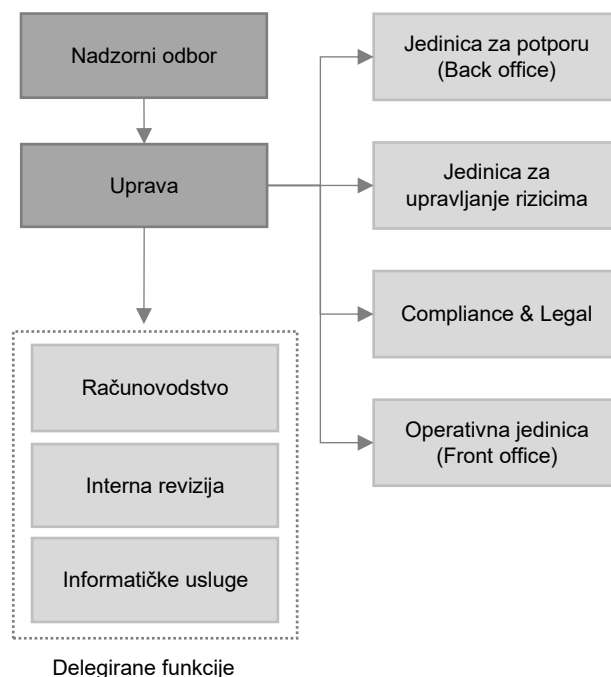 Nadzorni odbor
Uprava
Jedinica za potporu
(Back office)
Jedinica za
upravljanje rizicima
Compliance & Legal
Operativna jedinica
(Front office)
Računovodstvo
Interna revizija
Informatičke usluge
Delegirane funkcije